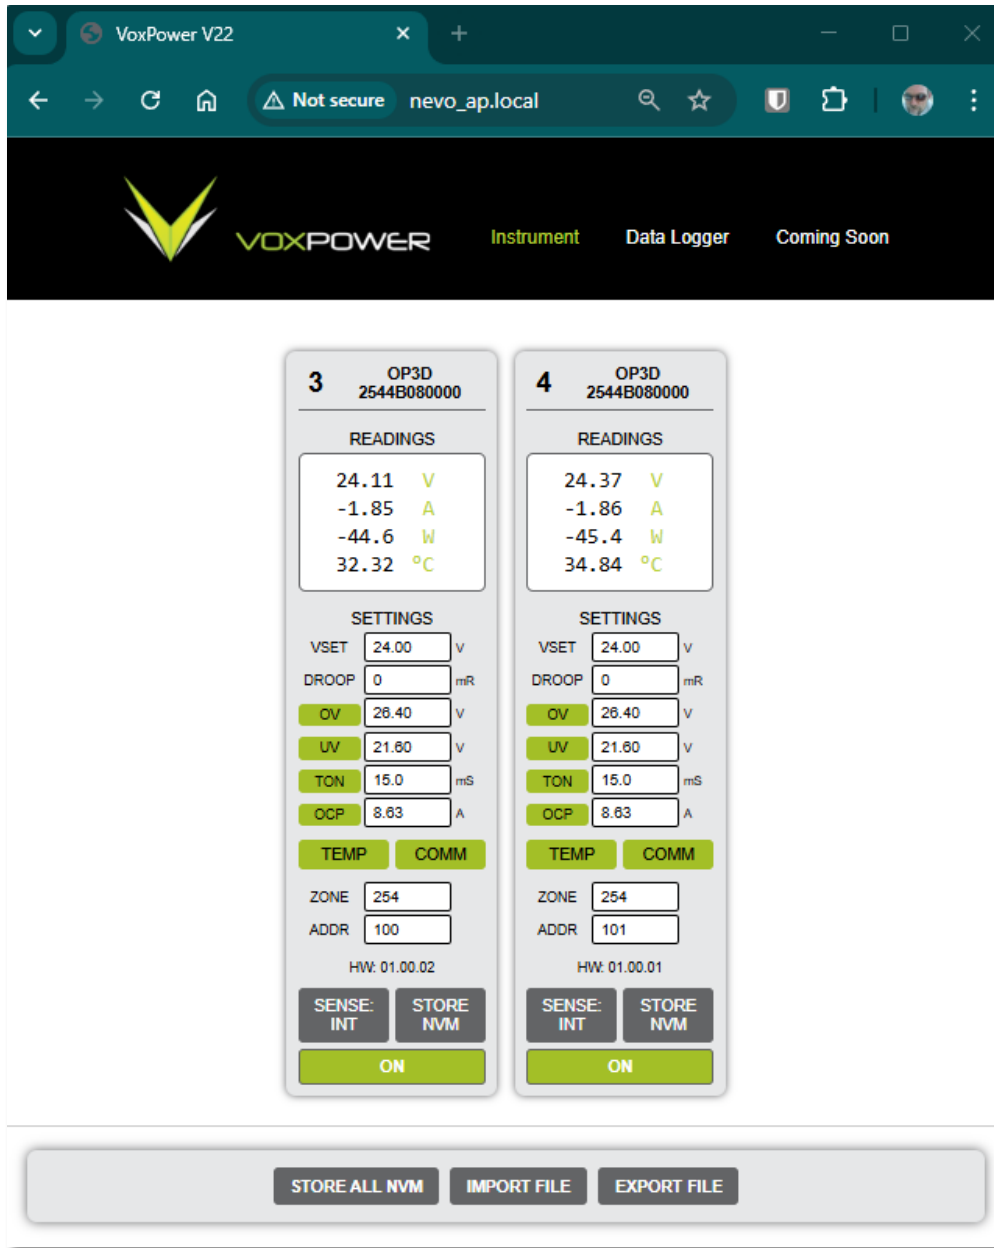 VoxPower V22
Not secure nevo_ap.local
VOXPOWER Instrument Data Logger Coming Soon
3 OP3D
2544B080000
READINGS
24.11 V
-1.85 A
-44.6 W
32.32 °C
SETTINGS
VSET 24.00 V
DROOP 0 mR
OV 26.40 V
UV 21.60 V
TON 15.0 mS
OCP 8.63 A
TEMP COMM
ZONE 254
ADDR 100
HW: 01.00.02
SENSE: INT STORE NVM
ON
4 OP3D
2544B080000
READINGS
24.37 V
-1.86 A
-45.4 W
34.84 °C
SETTINGS
VSET 24.00 V
DROOP 0 mR
OV 26.40 V
UV 21.60 V
TON 15.0 mS
OCP 8.63 A
TEMP COMM
ZONE 254
ADDR 101
HW: 01.00.01
SENSE: INT STORE NVM
ON
STORE ALL NVM IMPORT FILE EXPORT FILE